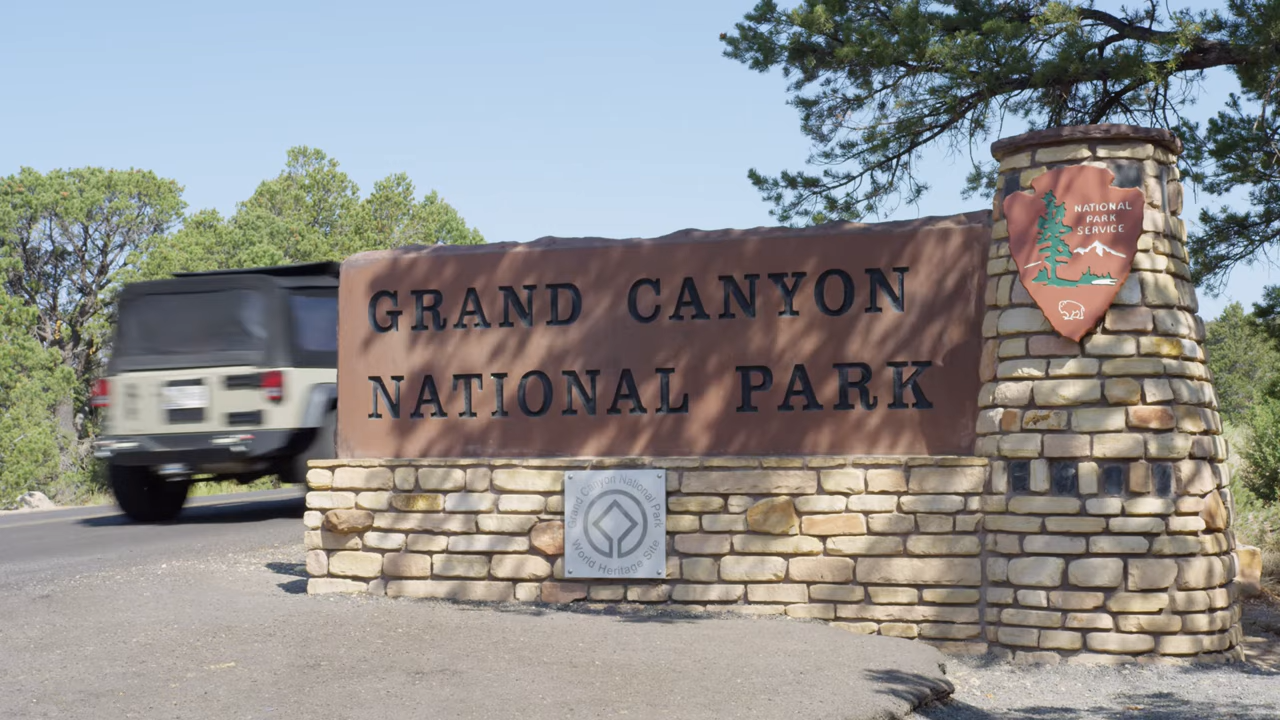 GRAND CANYON
NATIONAL PARK
NATIONAL
PARK
SERVICE
Grand Canyon National Park
World Heritage Site